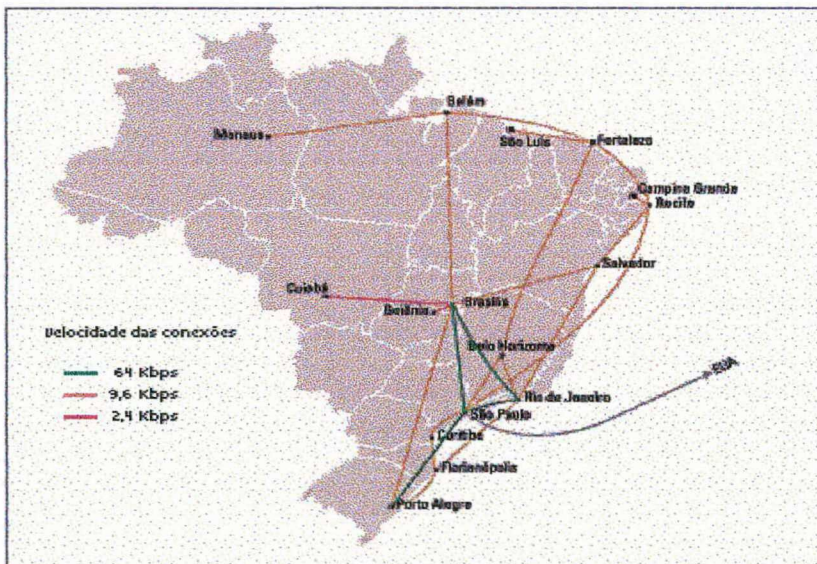 Belém
Manaus
São Luís
Fortaleza
Campina Grande
Recife
Salvador
Cuiabá
Brasília
Goiânia
Velocidade das conexões
64 Kbps
9,6 Kbps
2,4 Kbps
Belo Horizonte
EUA
Rio de Janeiro
São Paulo
Curitiba
Florianópolis
Porto Alegre